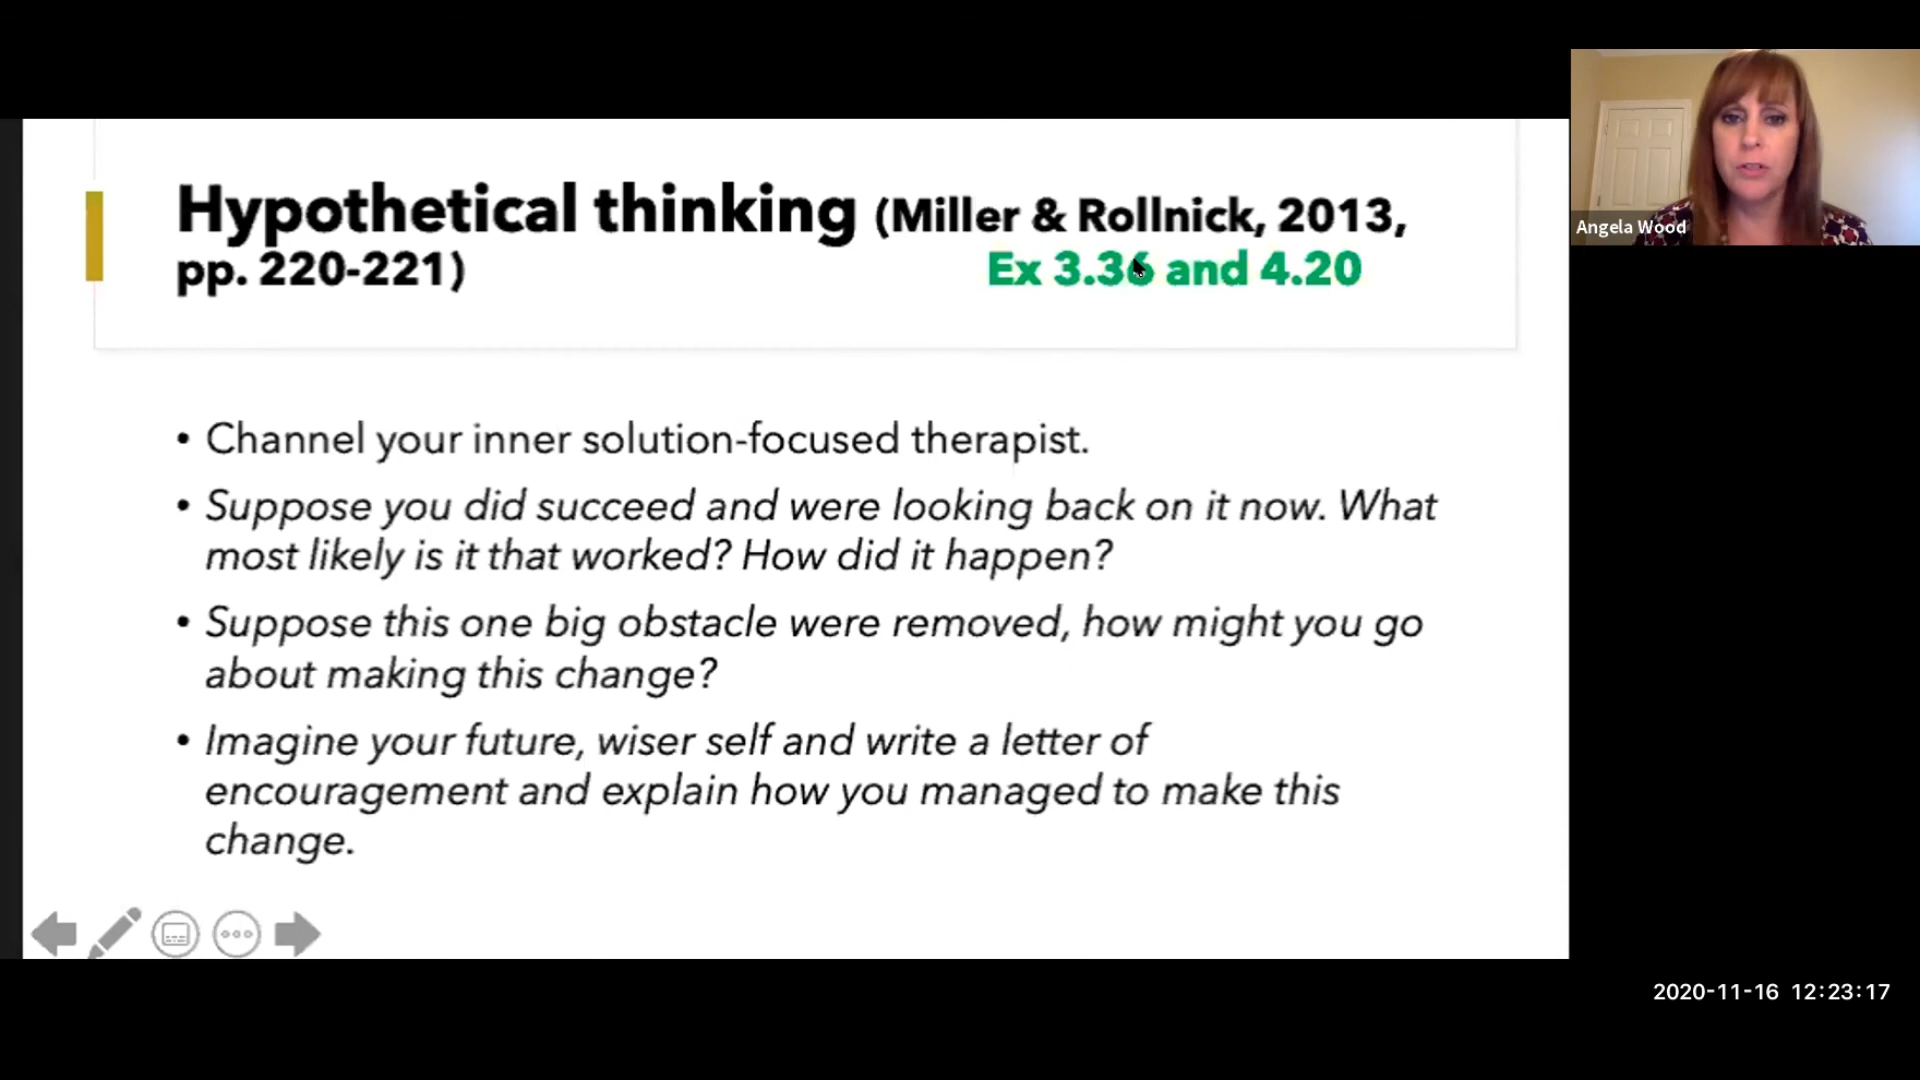 Hypothetical thinking (Miller & Rollnick, 2013,
pp. 220-221) Ex 3.36 and 4.20
• Channel your inner solution-focused therapist.
• Suppose you did succeed and were looking back on it now. What
most likely is it that worked? How did it happen?
• Suppose this one big obstacle were removed, how might you go
about making this change?
• Imagine your future, wiser self and write a letter of
encouragement and explain how you managed to make this
change.
Angela Wood
2020-11-16 12:23:17